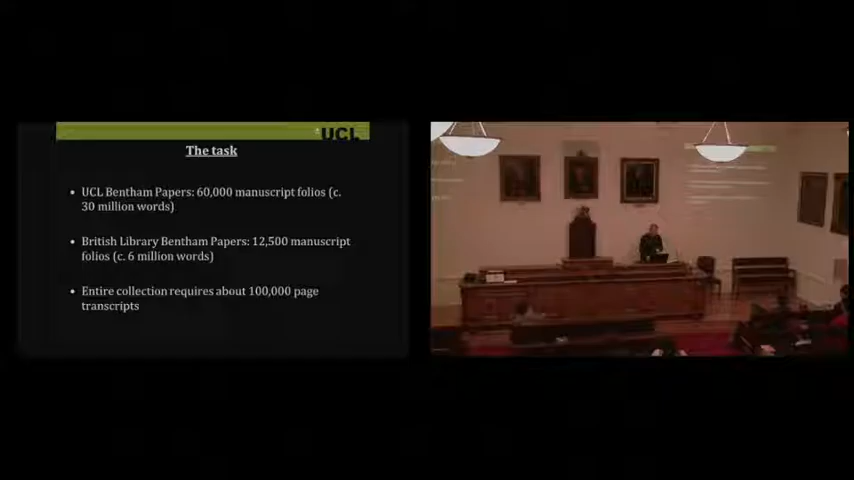 UCL
The task
• UCL Bentham Papers: 60,000 manuscript folios (c.
30 million words)
• British Library Bentham Papers: 12,500 manuscript
folios (c. 6 million words)
• Entire collection requires about 100,000 page
transcripts